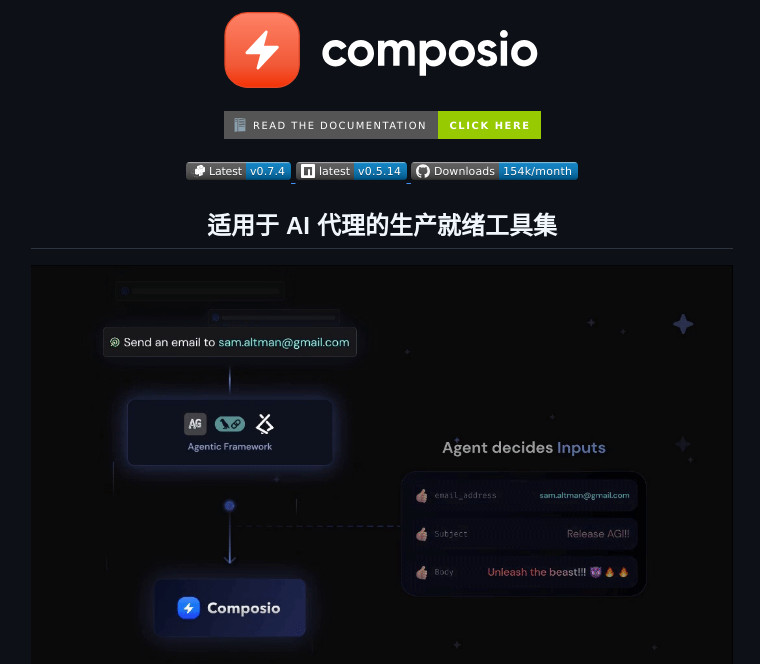 composio
READ THE DOCUMENTATION CLICK HERE
Latest v0.7.4 latest v0.5.14 Downloads 154k/month
适用于 AI 代理的生产就绪工具集
Send an email to sam.altman@gmail.com
AG
Agentic Framework
Agent decides Inputs
email_address sam.altman@gmail.com
Subject Release AGI!!
Body Unleash the beast!!! 😈🔥🔥
Composio